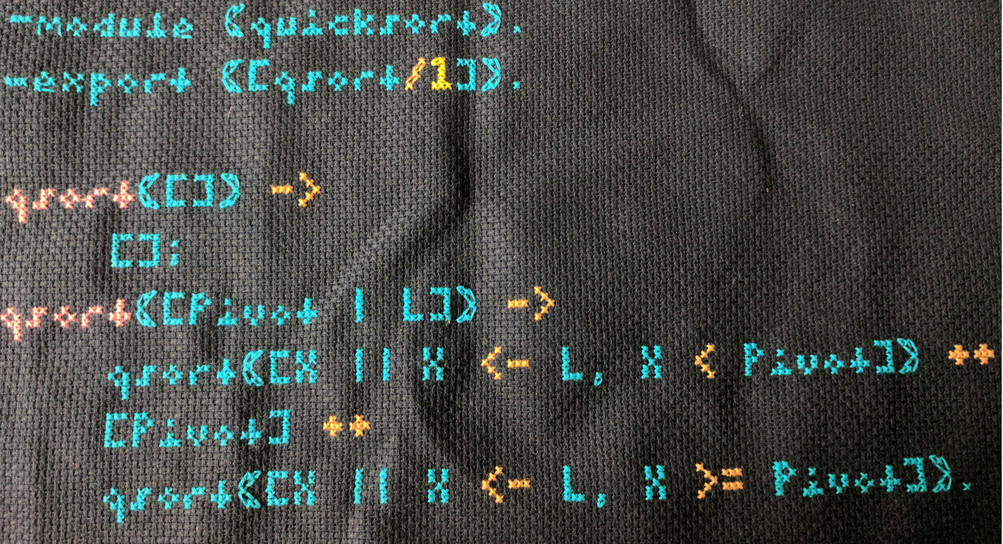 -module ([quicksort).
-export ([qsort/1]).
qsort([]) ->
[];
qsort([Pivot | L]) ->
qsort([X || X <- L, X < Pivot]) ++
[Pivot] ++
qsort([X || X <- L, X >= Pivot]).